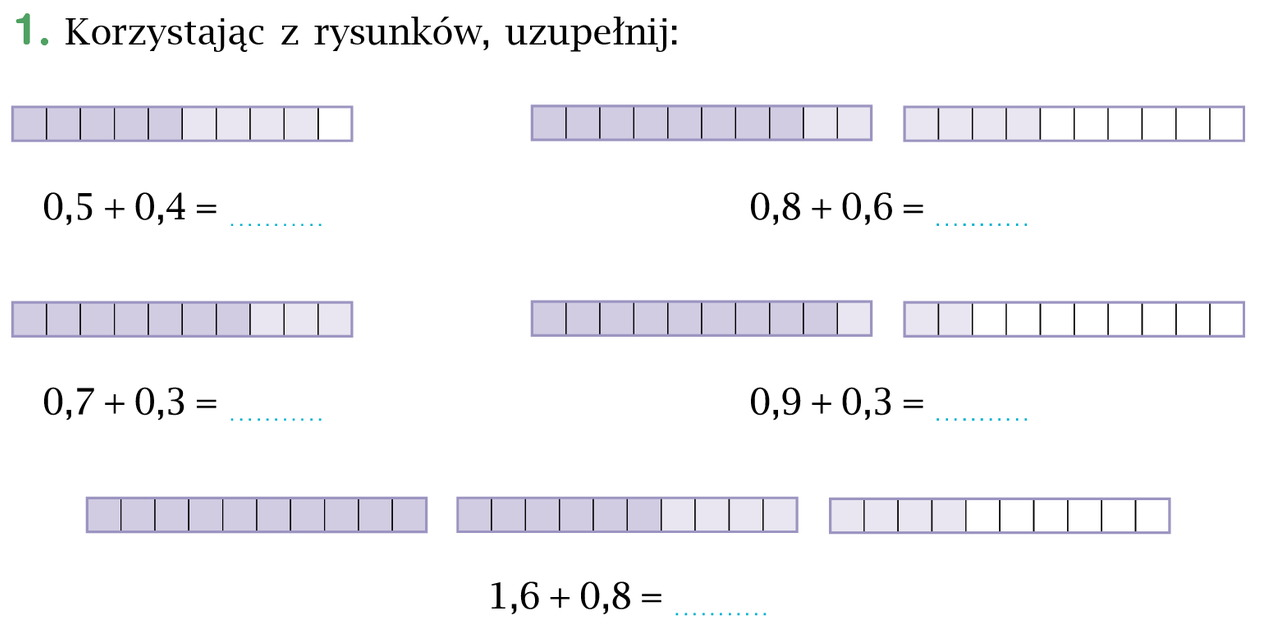 1. Korzystając z rysunków, uzupełnij:
0,5 + 0,4 = ...........
0,8 + 0,6 = ...........
0,7 + 0,3 = ...........
0,9 + 0,3 = ...........
1,6 + 0,8 = ...........